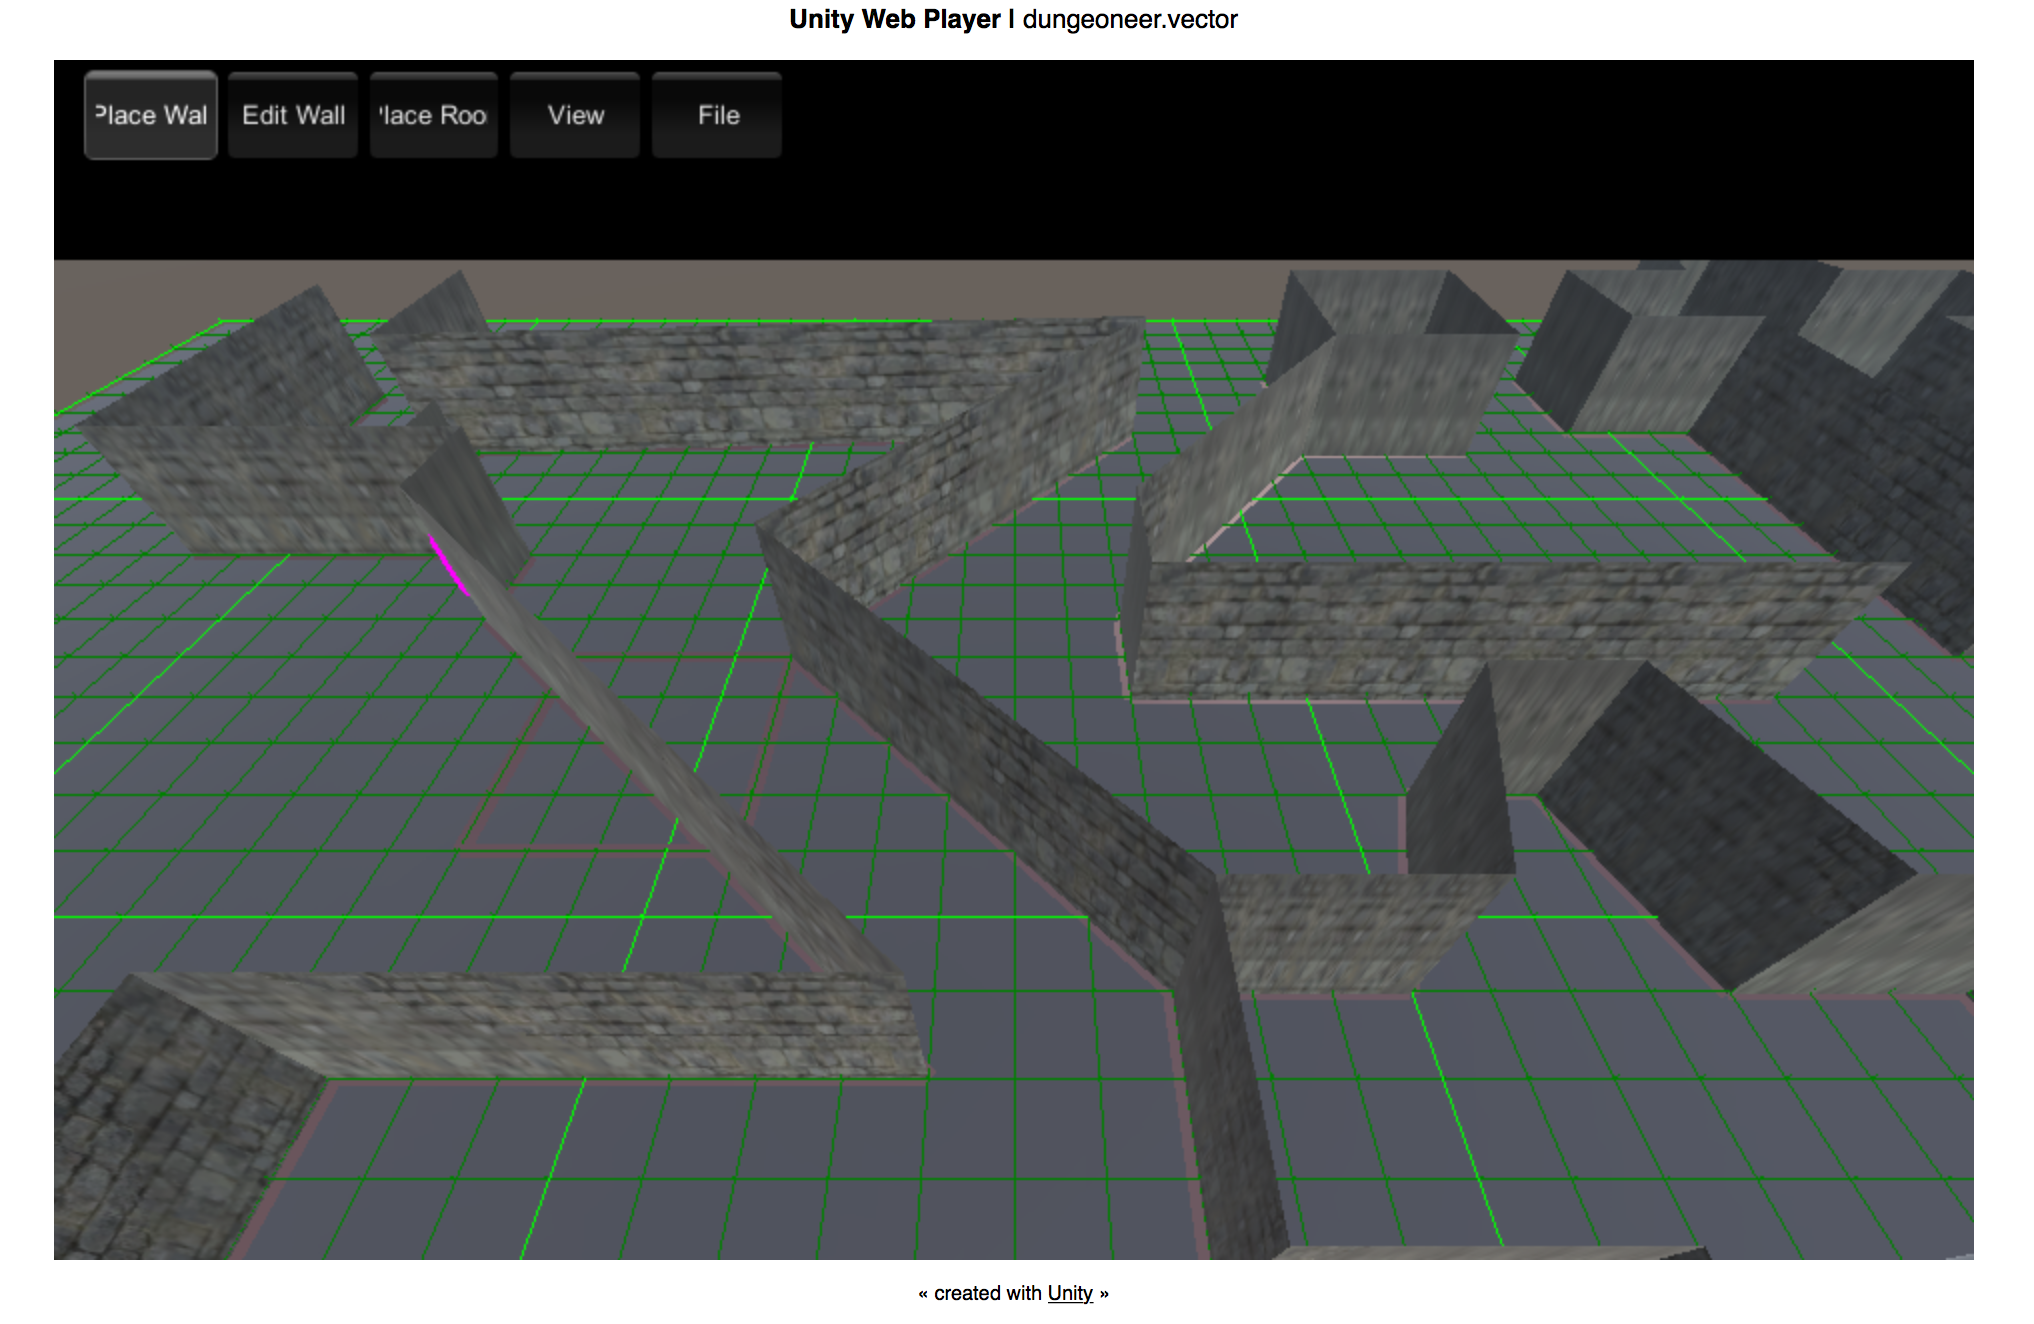 Unity Web Player | dungeoneer.vector
Place Wal Edit Wall lace Roo View File
« created with Unity »